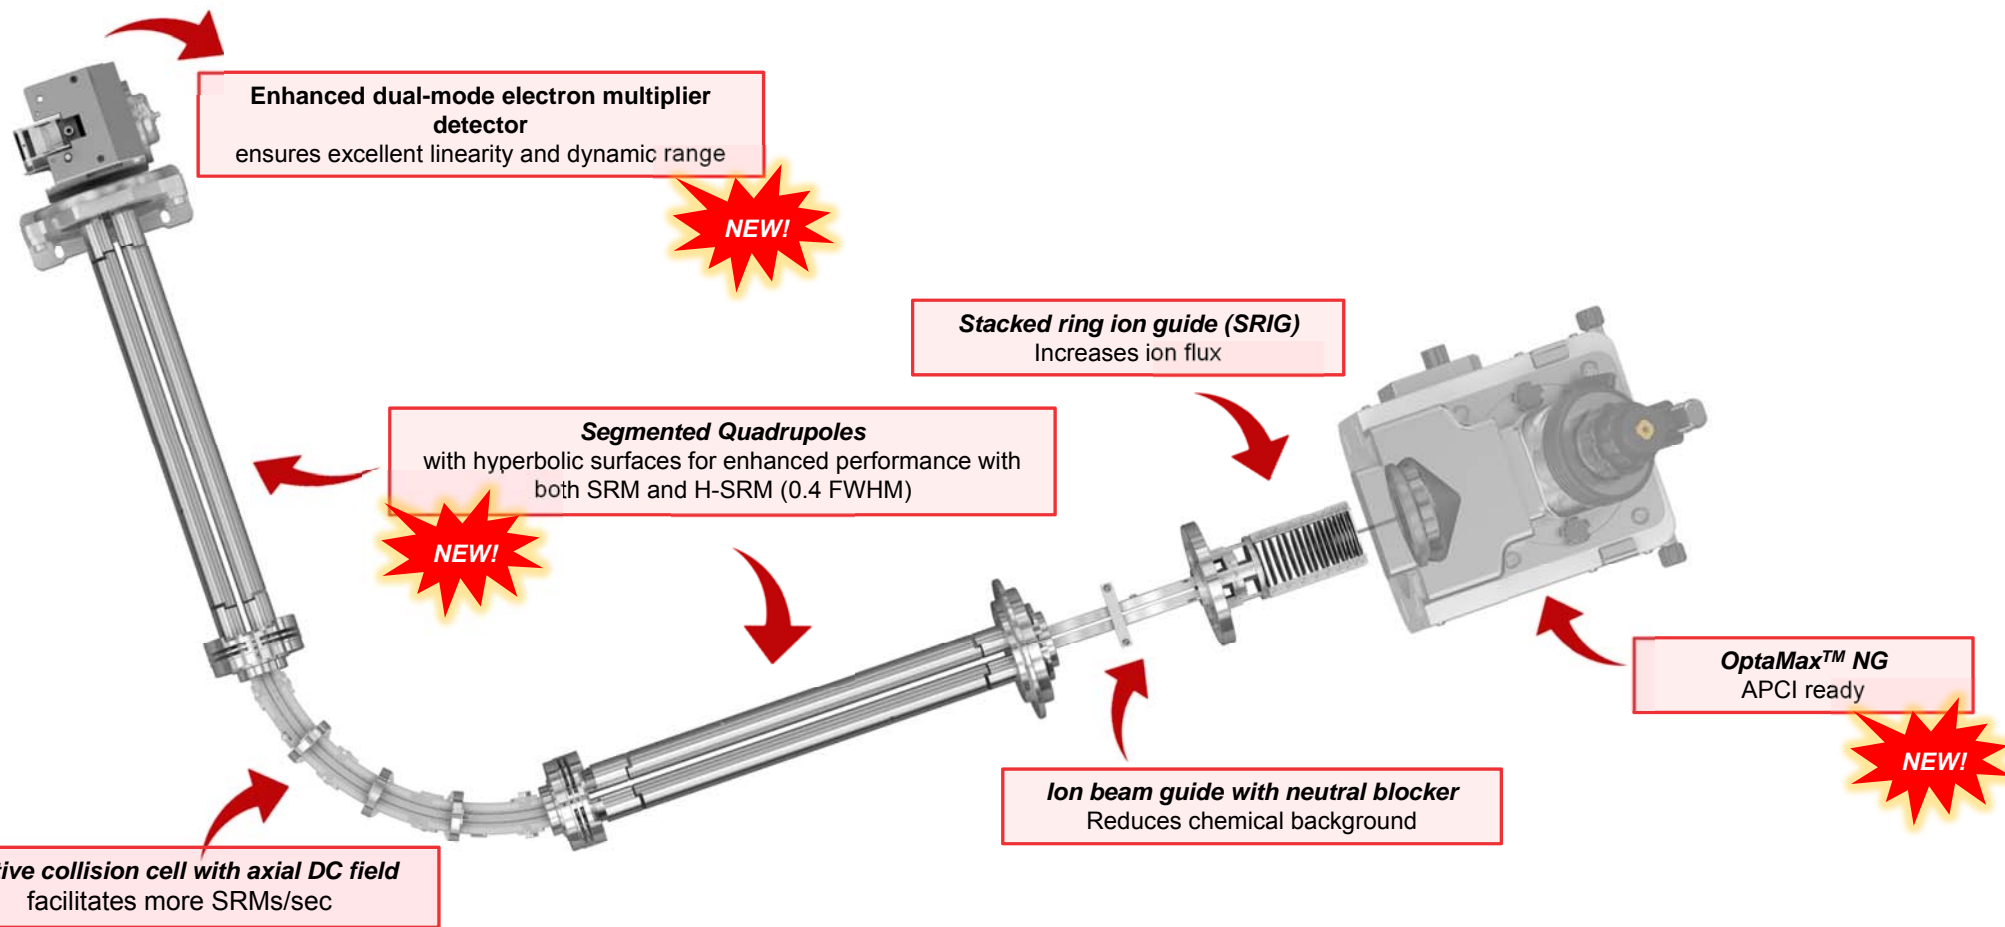 Enhanced dual-mode electron multiplier
detector
ensures excellent linearity and dynamic range
NEW!
Stacked ring ion guide (SRIG)
Increases ion flux
Segmented Quadrupoles
with hyperbolic surfaces for enhanced performance with
both SRM and H-SRM (0.4 FWHM)
NEW!
OptaMax™ NG
APCI ready
NEW!
Ion beam guide with neutral blocker
Reduces chemical background
collision cell with axial DC field
facilitates more SRMs/sec